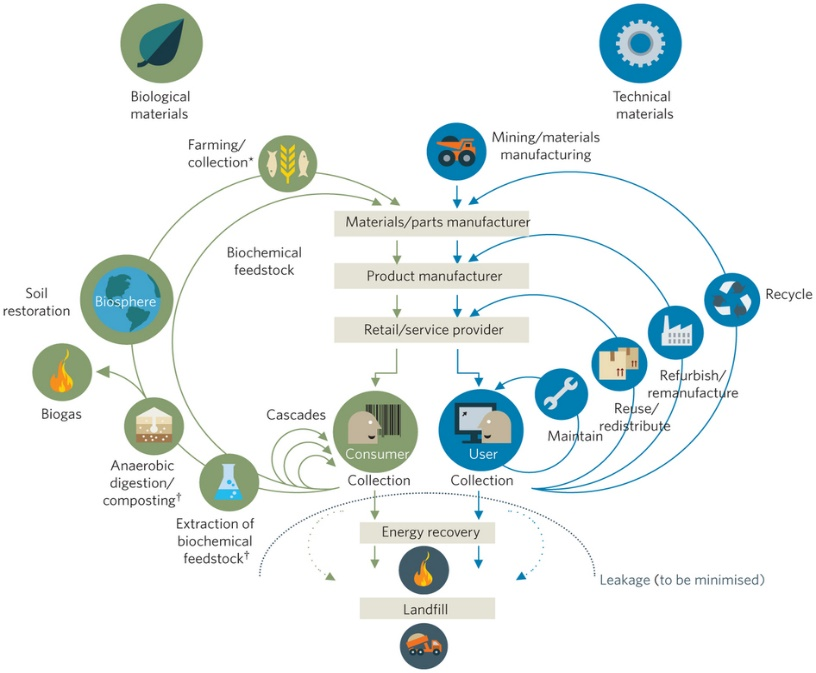 Biological
materials
Technical
materials
Farming/
collection*
Mining/materials
manufacturing
Materials/parts manufacturer
Biochemical
feedstock
Product manufacturer
Soil
restoration
Biosphere
Recycle
Retail/service provider
Refurbish/
remanufacture
Biogas
Reuse/
redistribute
Cascades
Maintain
Consumer
User
Anaerobic
digestion/
composting†
Collection
Collection
Extraction of
biochemical
feedstock†
Energy recovery
Leakage (to be minimised)
Landfill